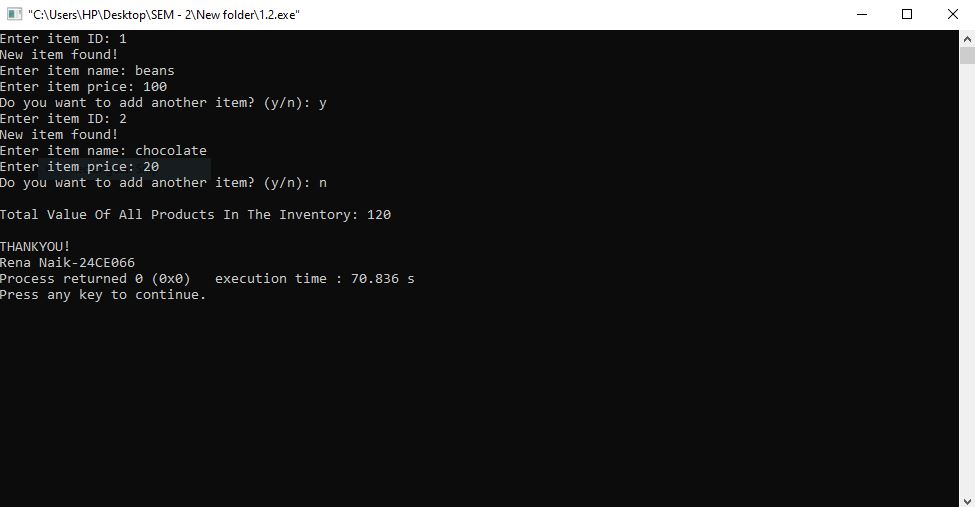 "C:\Users\HP\Desktop\SEM - 2\New folder\1.2.exe"
Enter item ID: 1
New item found!
Enter item name: beans
Enter item price: 100
Do you want to add another item? (y/n): y
Enter item ID: 2
New item found!
Enter item name: chocolate
Enter item price: 20
Do you want to add another item? (y/n): n
Total Value Of All Products In The Inventory: 120
THANKYOU!
Rena Naik-24CE066
Process returned 0 (0x0)   execution time : 70.836 s
Press any key to continue.